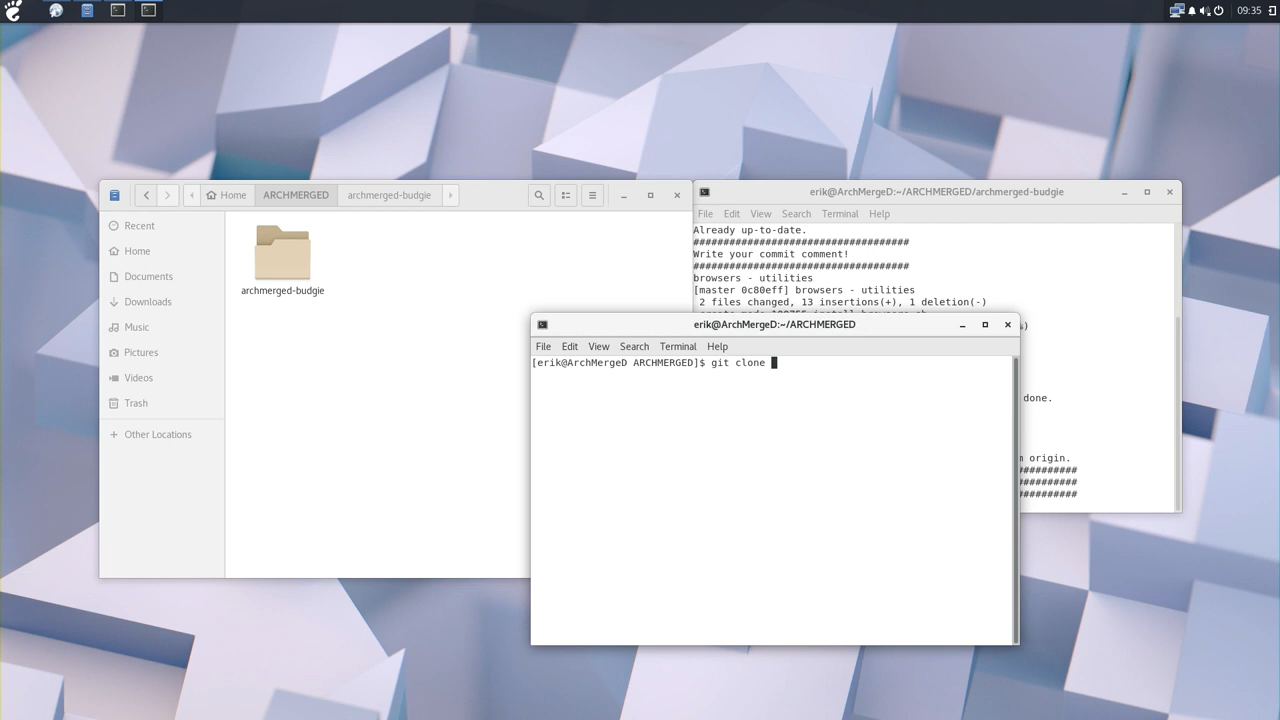 09:35
Home
ARCHMERGED
archmerged-budgie
Recent
Home
Documents
Downloads
Music
Pictures
Videos
Trash
Other Locations
archmerged-budgie
erik@ArchMergeD:~/ARCHMERGED/archmerged-budgie
File Edit View Search Terminal Help
Already up-to-date.
####################################
Write your commit comment!
####################################
browsers - utilities
[master 0c80eff] browsers - utilities
2 files changed, 13 insertions(+), 1 deletion(-)
done.
origin.
##########
##########
##########
erik@ArchMergeD:~/ARCHMERGED
File Edit View Search Terminal Help
[erik@ArchMergeD ARCHMERGED]$ git clone